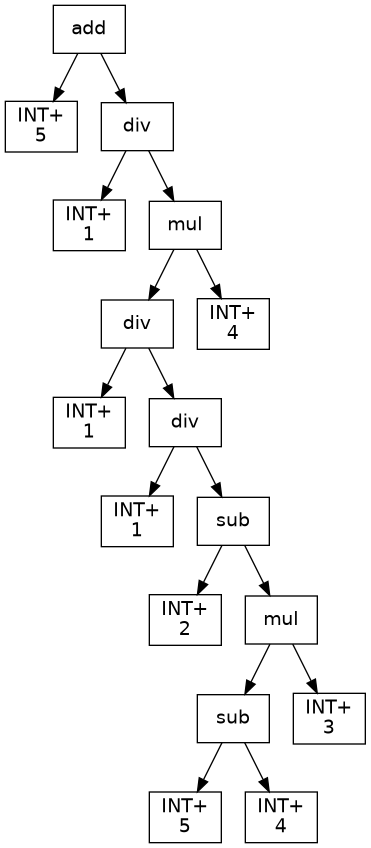 add
INT+
5
div
INT+
1
mul
div
INT+
4
INT+
1
div
INT+
1
sub
INT+
2
mul
sub
INT+
3
INT+
5
INT+
4